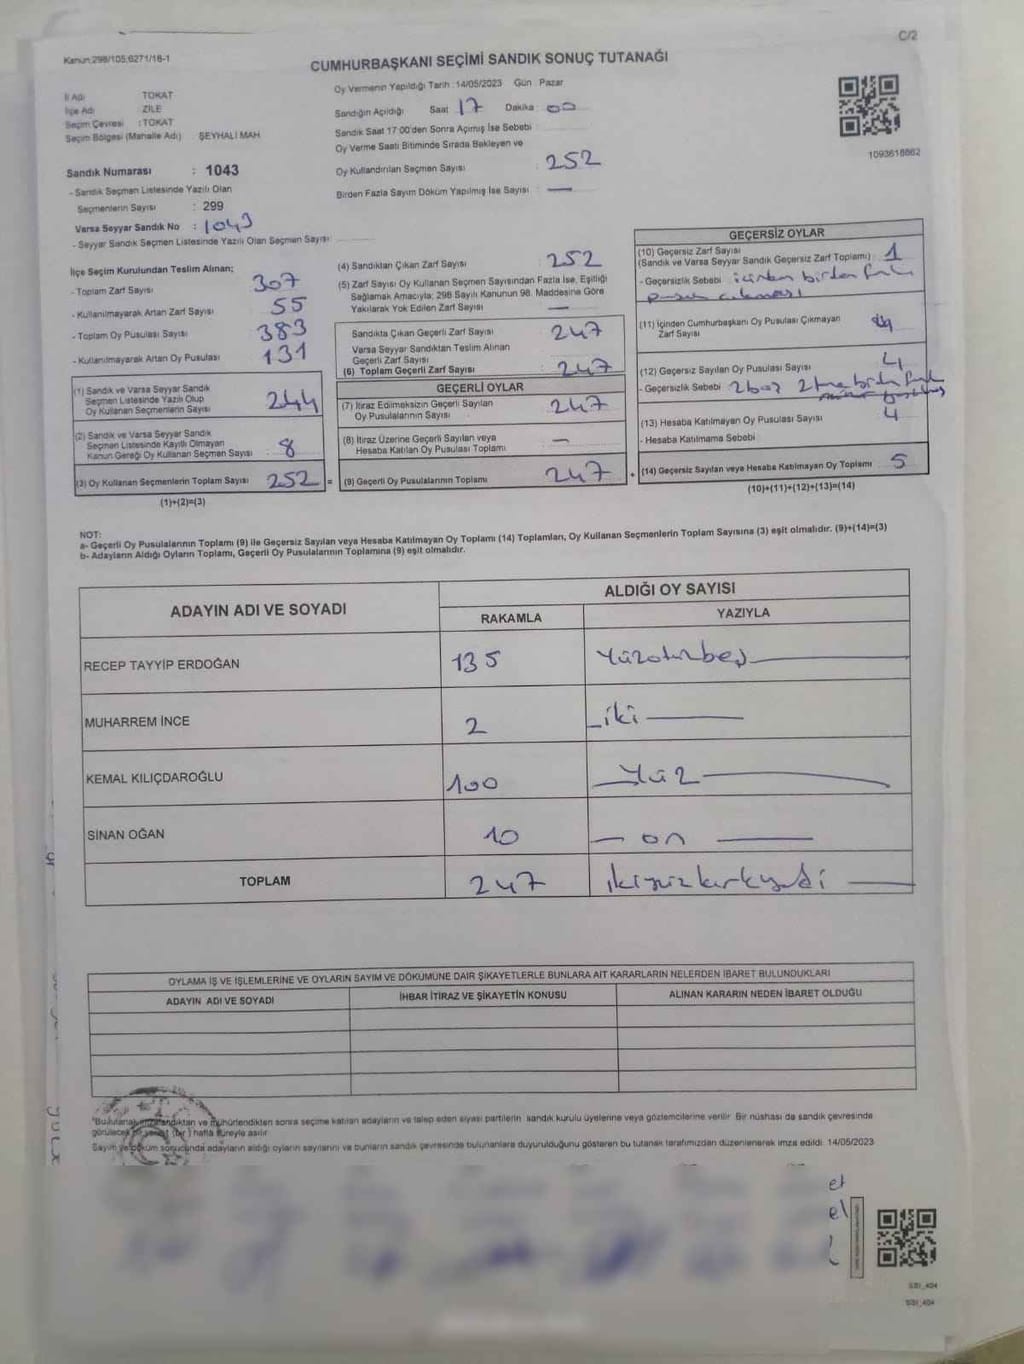 C/2
Kanun:298/105;6271/18-1
CUMHURBAŞKANI SEÇİMİ SANDIK SONUÇ TUTANAĞI
İl Adı : TOKAT
İlçe Adı : ZİLE
Seçim Çevresi : TOKAT
Seçim Bölgesi (Mahalle Adı) ŞEYHALİ MAH.
Sandık Numarası : 1043
- Sandık Seçmen Listesinde Yazılı Olan
Seçmenlerin Sayısı : 299
Varsa Seyyar Sandık No : 1043
- Seyyar Sandık Seçmen Listesinde Yazılı Olan Seçmen Sayısı:
Oy Vermenin Yapıldığı Tarih : 14/05/2023 Gün : Pazar
Sandığın Açıldığı Saat 17 Dakika 00
Sandık Saat 17:00'den Sonra Açılmış İse Sebebi
Oy Verme Saati Bitiminde Sırada Bekleyen ve
Oy Kullandırılan Seçmen Sayısı : 252
Birden Fazla Sayım Döküm Yapılmış İse Sayısı : —
1093618662
İlçe Seçim Kurulundan Teslim Alınan;
- Toplam Zarf Sayısı : 307
- Kullanılmayarak Artan Zarf Sayısı : 55
- Toplam Oy Pusulası Sayısı : 383
- Kullanılmayarak Artan Oy Pusulası : 131
(1) Sandık ve Varsa Seyyar Sandık
Seçmen Listesinde Yazılı Olup
Oy Kullanan Seçmenlerin Sayısı : 244
(2) Sandık ve Varsa Seyyar Sandık
Seçmen Listesinde Kayıtlı Olmayan
Kanun Gereği Oy Kullanan Seçmen Sayısı : 8
(3) Oy Kullanan Seçmenlerin Toplam Sayısı : 252 =
(1)+(2)=(3)
(4) Sandıktan Çıkan Zarf Sayısı : 252
(5) Zarf Sayısı Oy Kullanan Seçmen Sayısından Fazla İse, Eşitliği
Sağlamak Amacıyla; 298 Sayılı Kanunun 98. Maddesine Göre
Yakılarak Yok Edilen Zarf Sayısı : —
Sandıkta Çıkan Geçerli Zarf Sayısı : 247
Varsa Seyyar Sandıktan Teslim Alınan
Geçerli Zarf Sayısı
(6) Toplam Geçerli Zarf Sayısı : 247
GEÇERLİ OYLAR
(7) İtiraz Edilmeksizin Geçerli Sayılan
Oy Pusulalarının Sayısı : 247
(8) İtiraz Üzerine Geçerli Sayılan veya
Hesaba Katılan Oy Pusulası Toplamı : —
(9) Geçerli Oy Pusulalarının Toplamı : 247 +
GEÇERSİZ OYLAR
(10) Geçersiz Zarf Sayısı
(Sandık ve Varsa Seyyar Sandık Geçersiz Zarf Toplamı) : 1
- Geçersizlik Sebebi : içinden birden fazla
pusula çıkması
(11) İçinden Cumhurbaşkanı Oy Pusulası Çıkmayan
Zarf Sayısı
(12) Geçersiz Sayılan Oy Pusulası Sayısı : 4
- Geçersizlik Sebebi : 2 boş 2 birden fazla
(13) Hesaba Katılmayan Oy Pusulası Sayısı : 4
- Hesaba Katılmama Sebebi
(14) Geçersiz Sayılan veya Hesaba Katılmayan Oy Toplamı : 5
(10)+(11)+(12)+(13)=(14)
NOT:
a- Geçerli Oy Pusulalarının Toplamı (9) ile Geçersiz Sayılan veya Hesaba Katılmayan Oy Toplamı (14) Toplamları, Oy Kullanan Seçmenlerin Toplam Sayısına (3) eşit olmalıdır. (9)+(14)=(3)
b- Adayların Aldığı Oyların Toplamı, Geçerli Oy Pusulalarının Toplamına (9) eşit olmalıdır.
ADAYIN ADI VE SOYADI ALDIĞI OY SAYISI
RAKAMLA YAZIYLA
RECEP TAYYİP ERDOĞAN 135 Yüzotuzbeş
MUHARREM İNCE 2 iki
KEMAL KILIÇDAROĞLU 100 Yüz
SİNAN OĞAN 10 on
TOPLAM 247 ikiyüzkırkyedi
OYLAMA İŞ VE İŞLEMLERİNE VE OYLARIN SAYIM VE DÖKÜMÜNE DAİR ŞİKAYETLERLE BUNLARA AİT KARARLARIN NELERDEN İBARET BULUNDUKLARI
ADAYIN ADI VE SOYADI İHBAR İTİRAZ VE ŞİKAYETİN KONUSU ALINAN KARARIN NEDEN İBARET OLDUĞU
"Bu tutanak imzalandıktan ve mühürlendikten sonra seçime katılan adayların ve talep eden siyasi partilerin sandık kurulu üyelerine veya gözlemcilerine verilir. Bir nüshası da sandık çevresinde
görülecek bir yerde 1 (bir) hafta süreyle asılır.
Sayım ve döküm sonucunda adayların aldığı oyların sayılarını ve bunların sandık çevresinde bulunanlara duyurulduğunu gösteren bu tutanak tarafımızdan düzenlenerek imza edildi. 14/05/2023
SSI_404
SSI_404